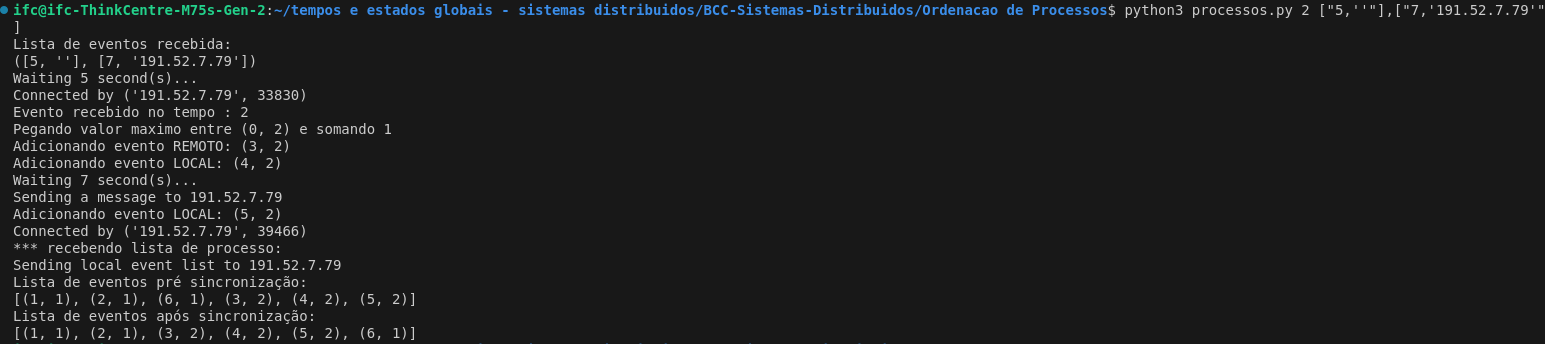 ifc@ifc-ThinkCentre-M75s-Gen-2:~/tempos e estados globais - sistemas distribuidos/BCC-Sistemas-Distribuidos/Ordenacao de Processos$ python3 processos.py 2 ["5,''"],["7,'191.52.7.79'"
]
Lista de eventos recebida:
([5, ''], [7, '191.52.7.79'])
Waiting 5 second(s)...
Connected by ('191.52.7.79', 33830)
Evento recebido no tempo : 2
Pegando valor maximo entre (0, 2) e somando 1
Adicionando evento REMOTO: (3, 2)
Adicionando evento LOCAL: (4, 2)
Waiting 7 second(s)...
Sending a message to 191.52.7.79
Adicionando evento LOCAL: (5, 2)
Connected by ('191.52.7.79', 39466)
*** recebendo lista de processo:
Sending local event list to 191.52.7.79
Lista de eventos pré sincronização:
[(1, 1), (2, 1), (6, 1), (3, 2), (4, 2), (5, 2)]
Lista de eventos após sincronização:
[(1, 1), (2, 1), (3, 2), (4, 2), (5, 2), (6, 1)]